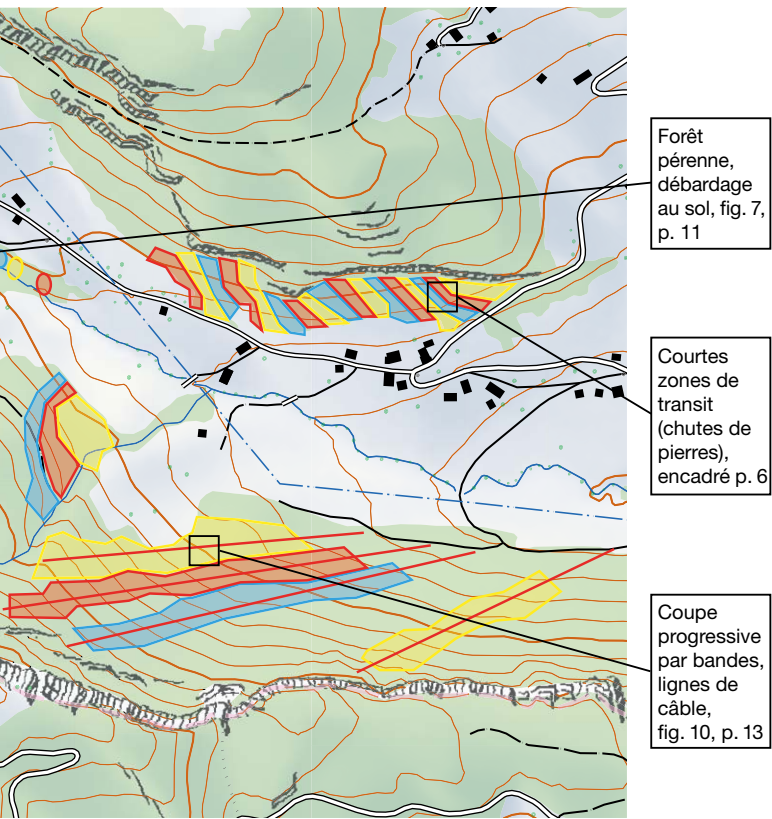 Forêt
pérenne,
débardage
au sol, fig. 7,
p. 11
Courtes
zones de
transit
(chutes de
pierres),
encadré p. 6
Coupe
progressive
par bandes,
lignes de
câble,
fig. 10, p. 13